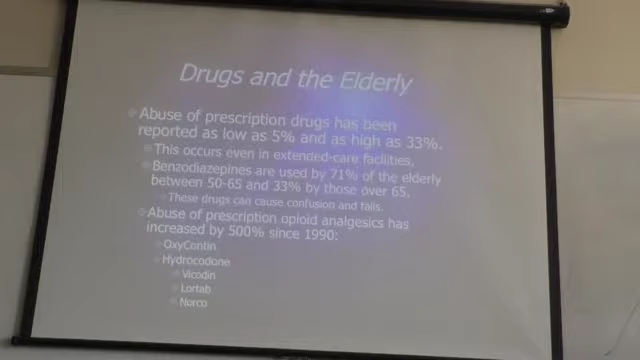 Drugs and the Elderly
Abuse of prescription drugs has been
reported as low as 5% and as high as 33%.
This occurs even in extended-care facilities.
Benzodiazepines are used by 71% of the elderly
between 50-65 and 33% by those over 65.
These drugs can cause confusion and falls.
Abuse of prescription opioid analgesics has
increased by 500% since 1990:
OxyContin
Hydrocodone
Vicodin
Lortab
Norco